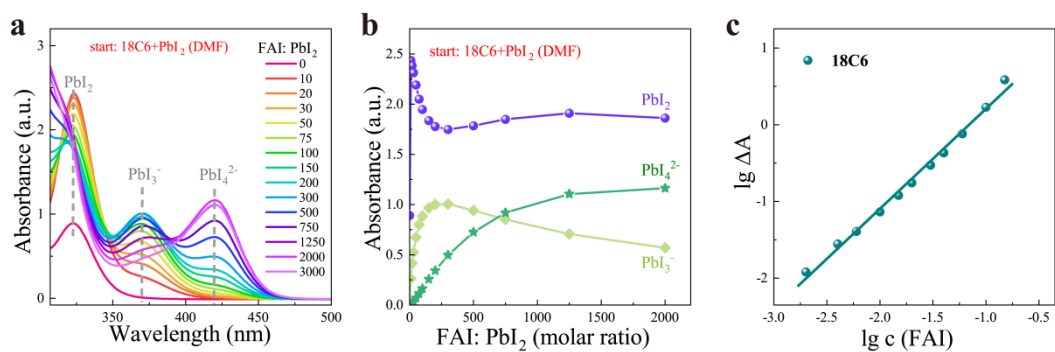 a
start: 18C6+PbI₂ (DMF)
FAI: PbI₂
0
10
20
30
50
75
100
150
200
300
500
750
1250
2000
3000
PbI₂
PbI₃⁻
PbI₄²⁻
3
2
1
0
Absorbance (a.u.)
350
400
450
500
Wavelength (nm)
b
start: 18C6+PbI₂ (DMF)
PbI₂
PbI₄²⁻
PbI₃⁻
2.5
2.0
1.5
1.0
0.5
0.0
Absorbance (a.u.)
0
500
1000
1500
2000
FAI: PbI₂ (molar ratio)
c
18C6
1
0
-1
-2
lg ΔA
-3.0
-2.5
-2.0
-1.5
-1.0
-0.5
lg c (FAI)